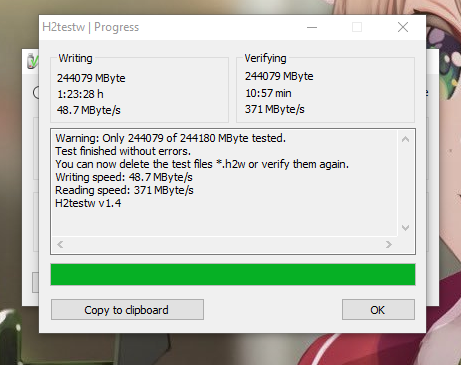 H2testw | Progress
Writing
244079 MByte
1:23:28 h
48.7 MByte/s
Verifying
244079 MByte
10:57 min
371 MByte/s
Warning: Only 244079 of 244180 MByte tested.
Test finished without errors.
You can now delete the test files *.h2w or verify them again.
Writing speed: 48.7 MByte/s
Reading speed: 371 MByte/s
H2testw v1.4
Copy to clipboard
OK